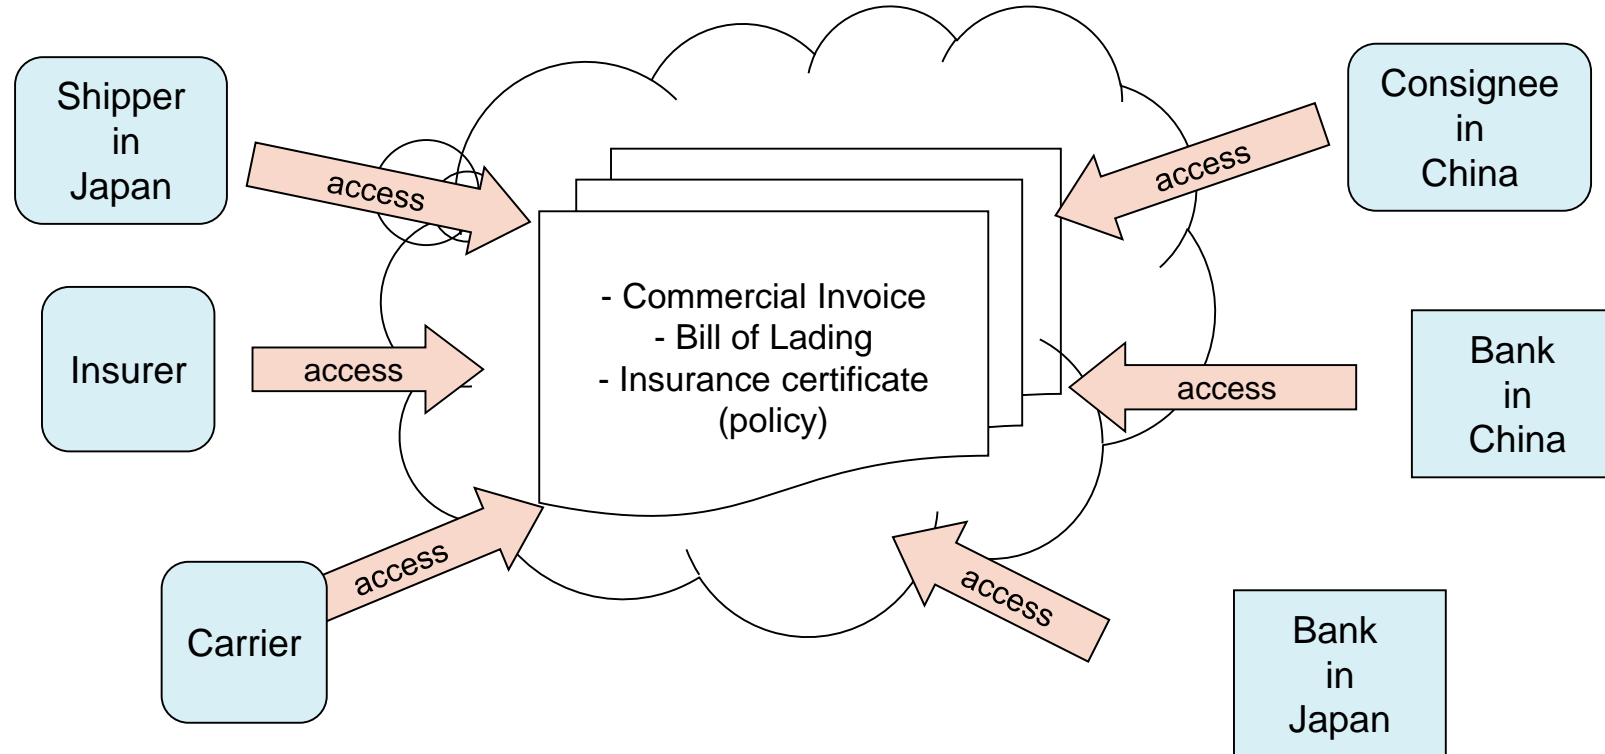 Shipper
in
Japan
access
Consignee
in
China
access
- Commercial Invoice
- Bill of Lading
- Insurance certificate
(policy)
Insurer
access
Bank
in
China
access
Carrier
access
Bank
in
Japan
access